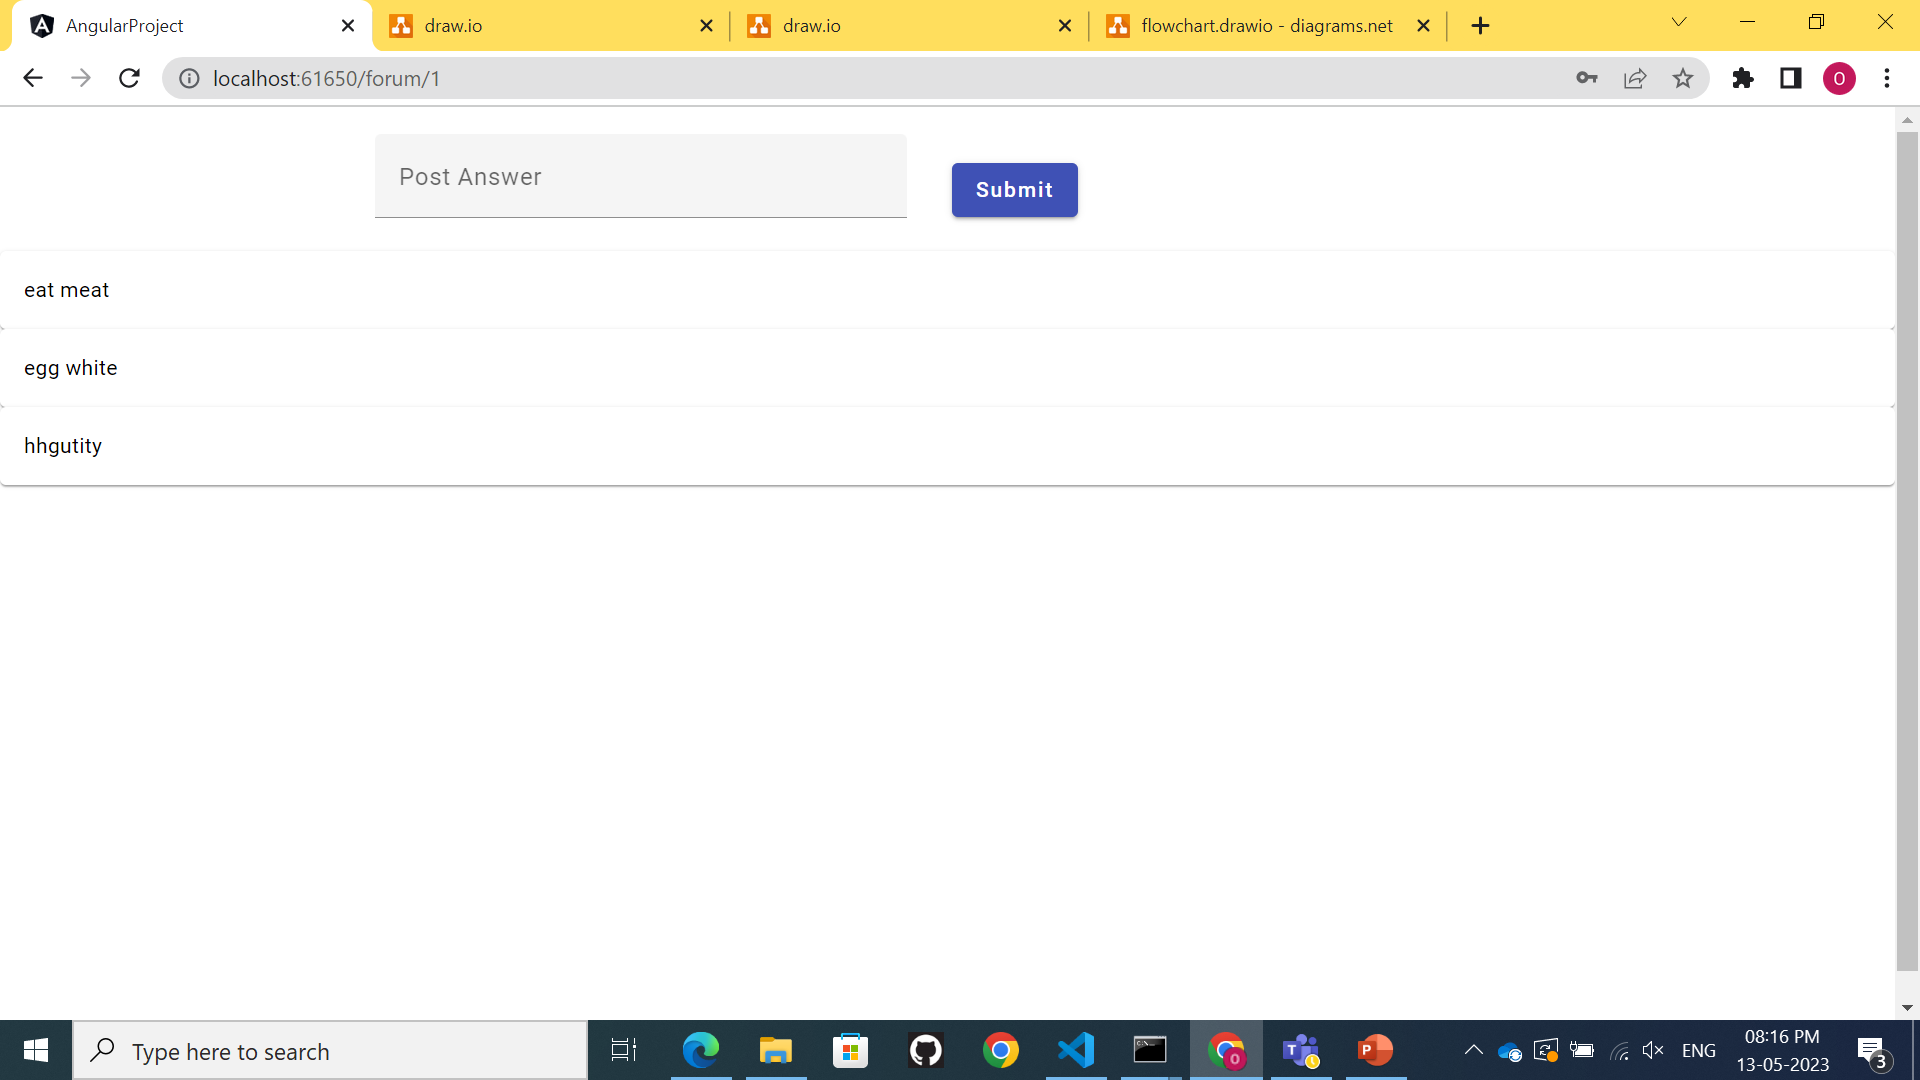 AngularProject
draw.io
draw.io
flowchart.drawio - diagrams.net
localhost:61650/forum/1
O
Post Answer
Submit
eat meat
egg white
hhgutity
Type here to search
ENG
08:16 PM
13-05-2023
3